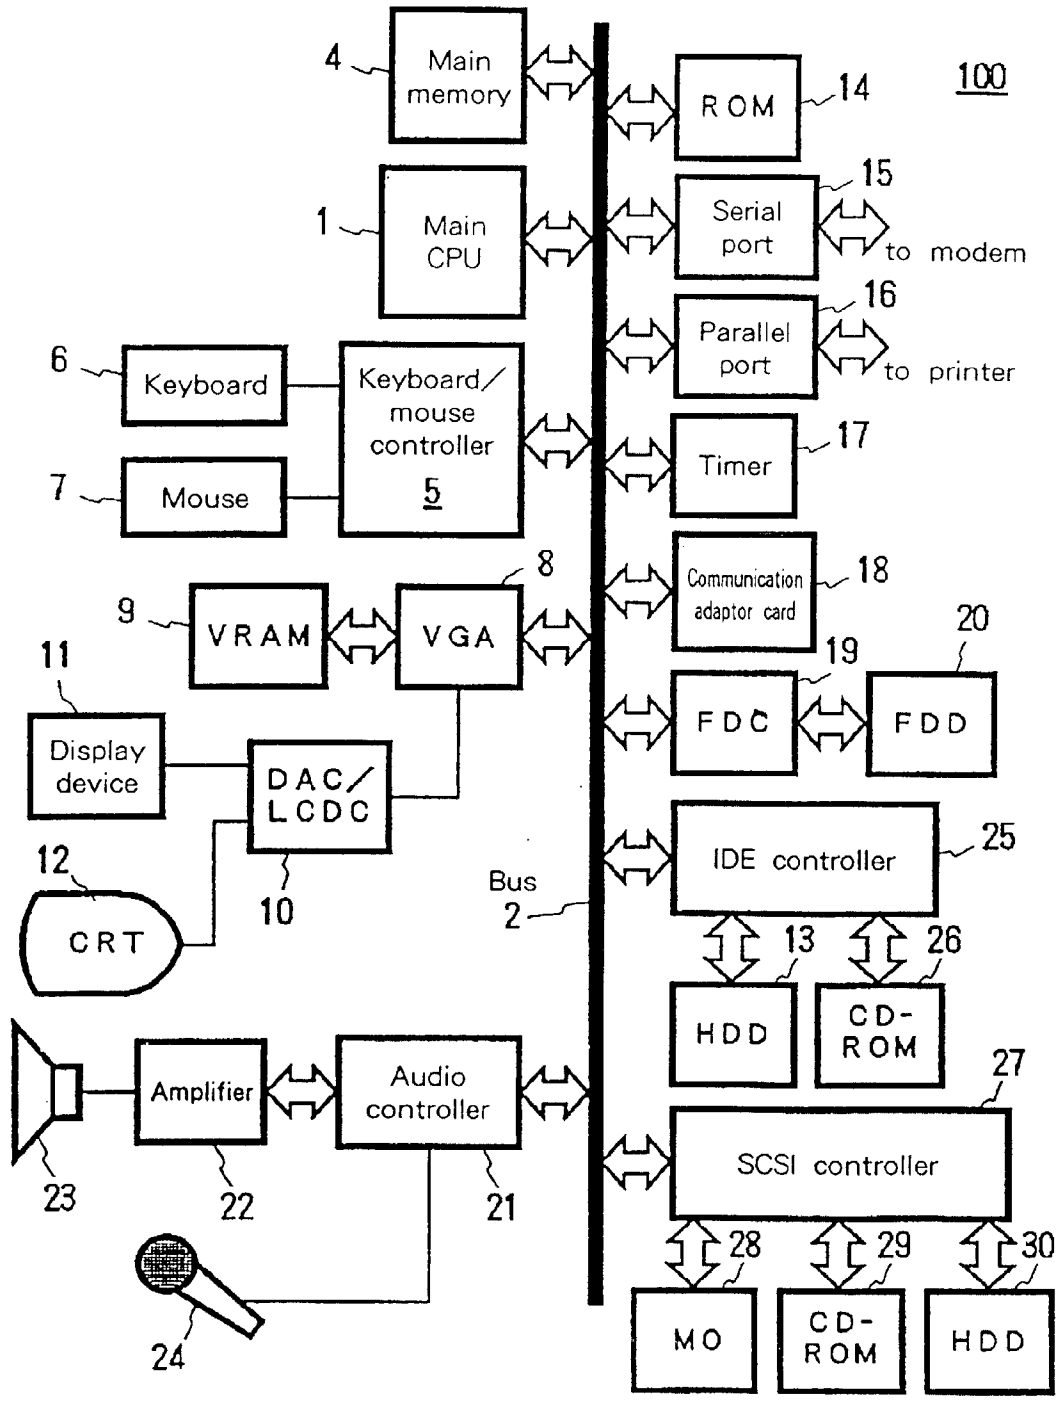 100
4
Main
memory
ROM
14
1
Main
CPU
Serial
port
15
to modem
Parallel
port
16
to printer
6
Keyboard
7
Mouse
Keyboard/
mouse
controller
5
Timer
17
Communication
adaptor card
18
9
VRAM
VGA
8
FDC
19
FDD
20
11
Display
device
DAC/
LCDC
10
12
CRT
Bus
2
IDE controller
25
HDD
13
CD-
ROM
26
23
Amplifier
22
Audio
controller
21
24
SCSI controller
27
MO
28
CD-
ROM
29
HDD
30